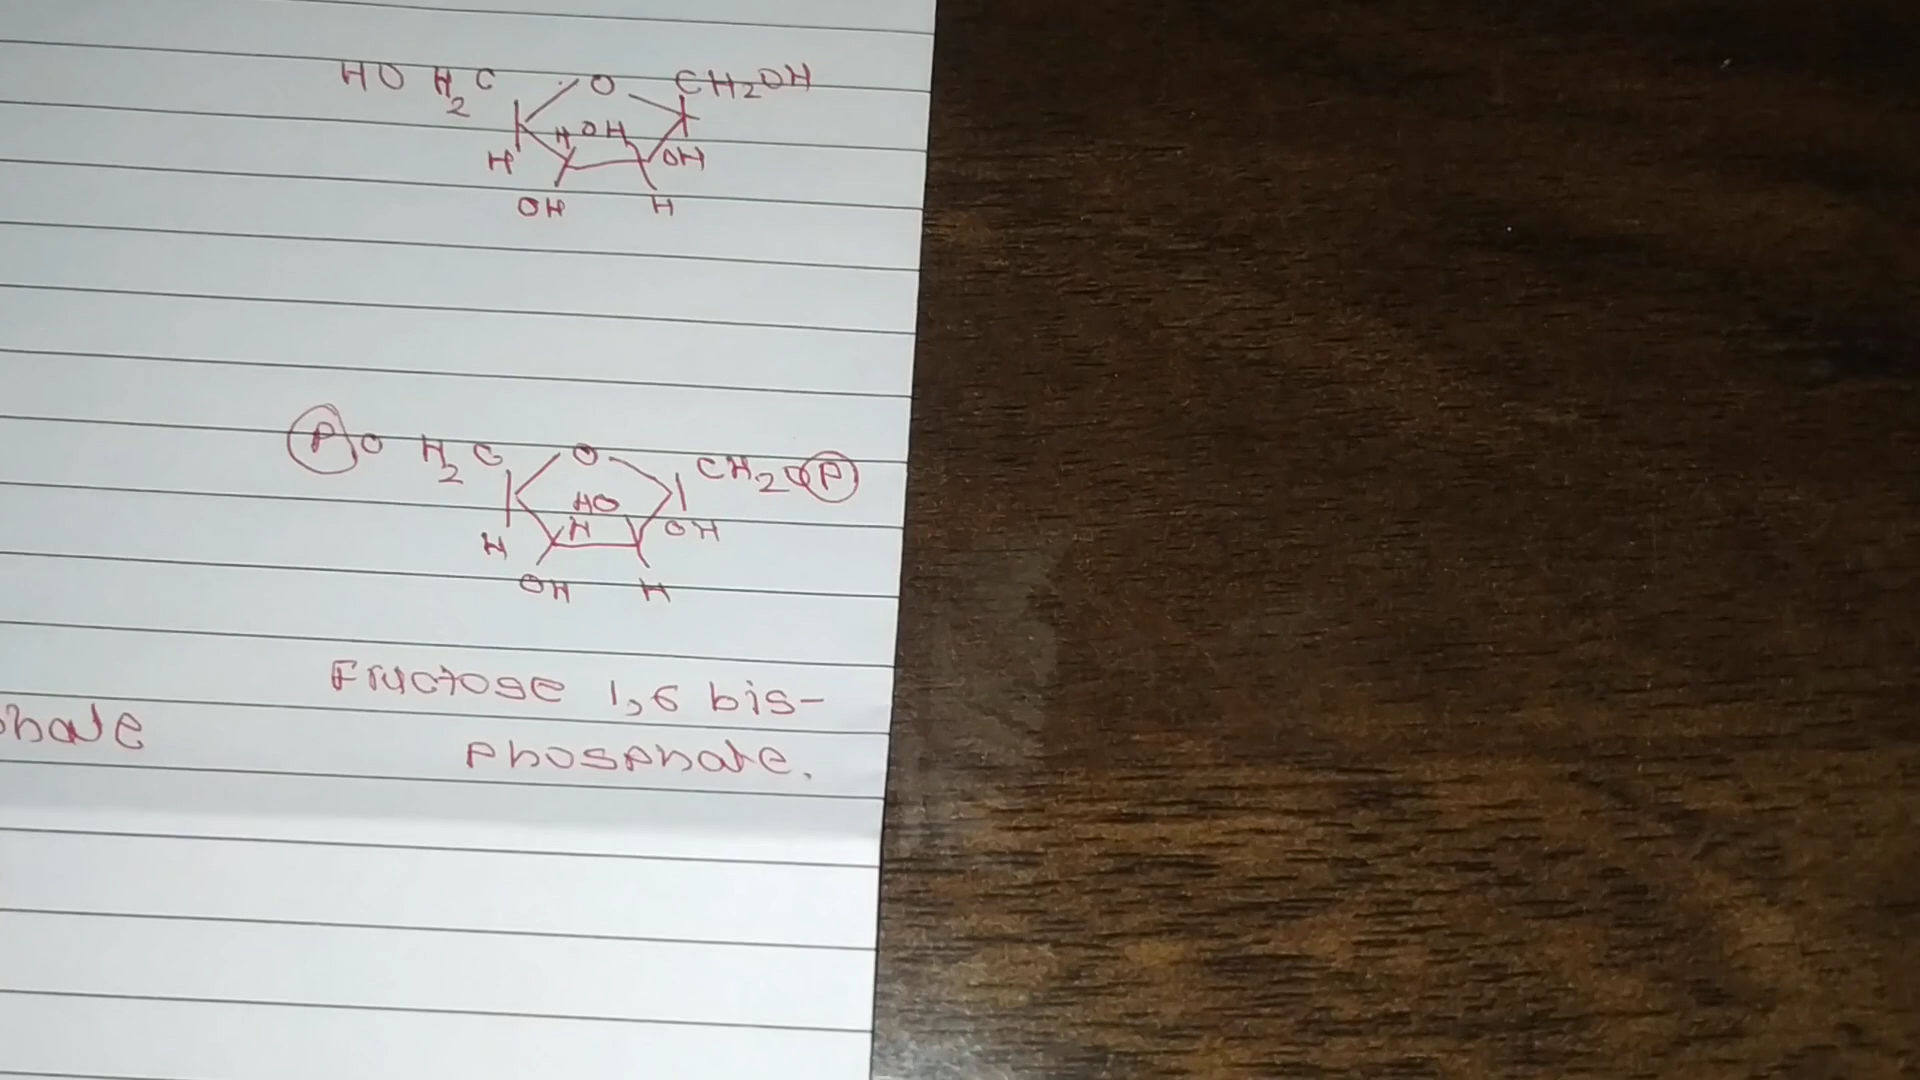 HO H2C O CH2OH
H OH
H OH
OH H
P O H2C O CH2O P
HO
H OH
H
OH H
Fructose 1,6 bis-
phate
phosphate.